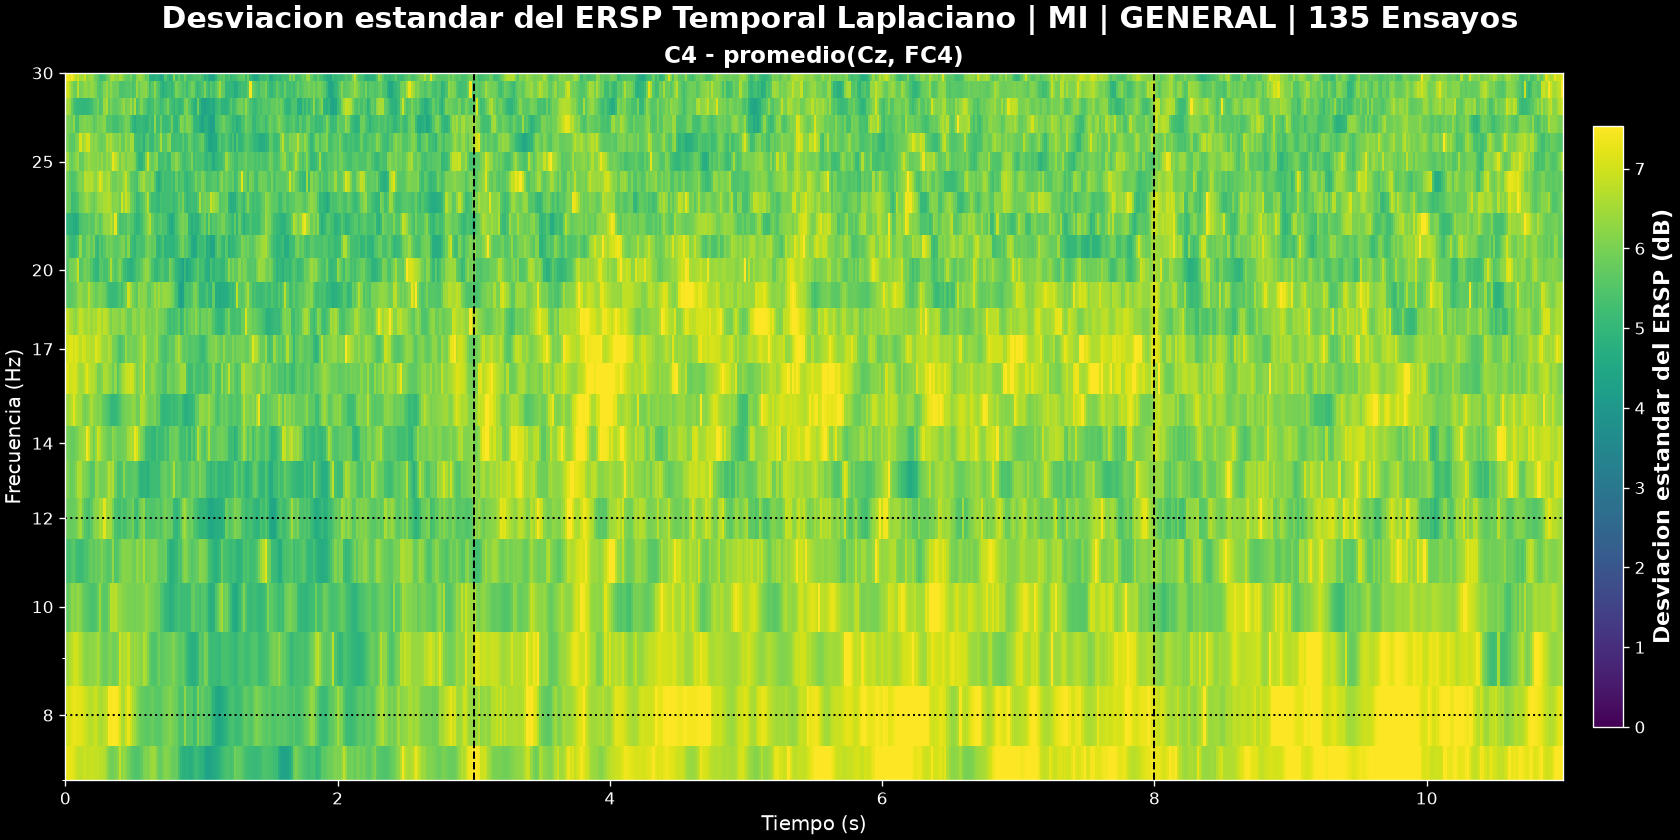 Desviacion estandar del ERSP Temporal Laplaciano | MI | GENERAL | 135 Ensayos
C4 - promedio(Cz, FC4)
Frecuencia (Hz)
30
25
20
17
14
12
10
8
0 2 4 6 8 10
Tiempo (s)
7
6
5
4
3
2
1
0
Desviacion estandar del ERSP (dB)